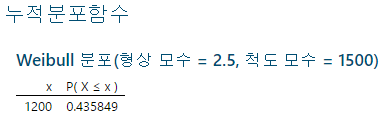 누적분포함수
Weibull 분포(형상 모수 = 2.5, 척도 모수 = 1500)
x P( X ≤ x )
1200 0.435849